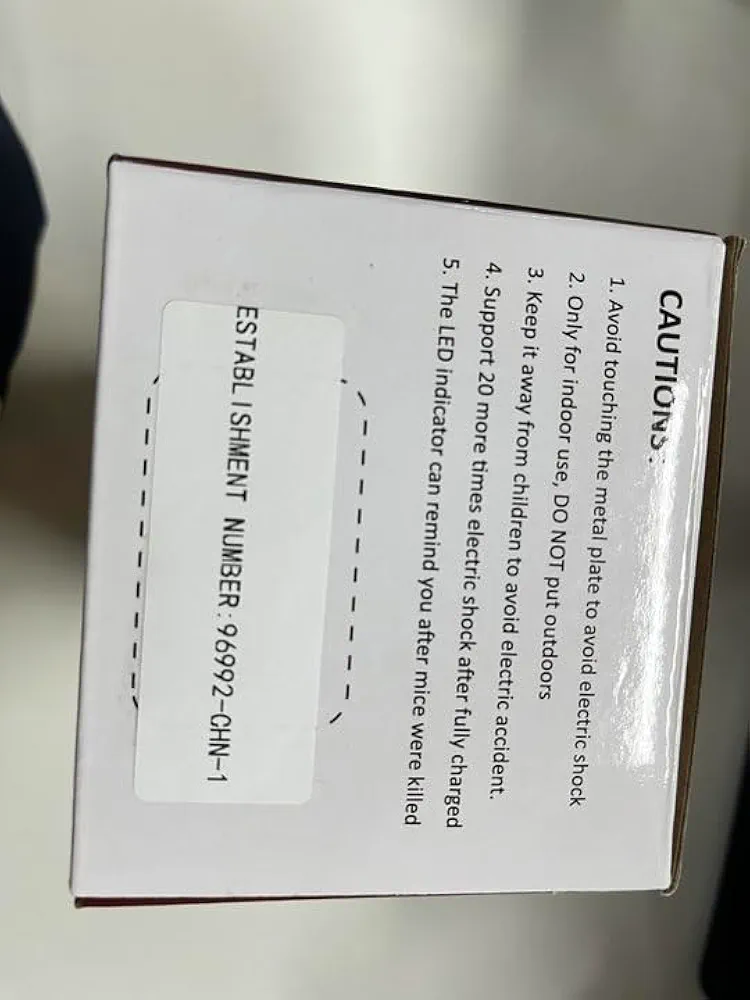 CAUTIONS:
1. Avoid touching the metal plate to avoid electric shock
2. Only for indoor use, DO NOT put outdoors
3. Keep it away from children to avoid electric accident.
4. Support 20 more times electric shock after fully charged
5. The LED indicator can remind you after mice were killed
ESTABLISHMENT NUMBER:96992-CHN-1